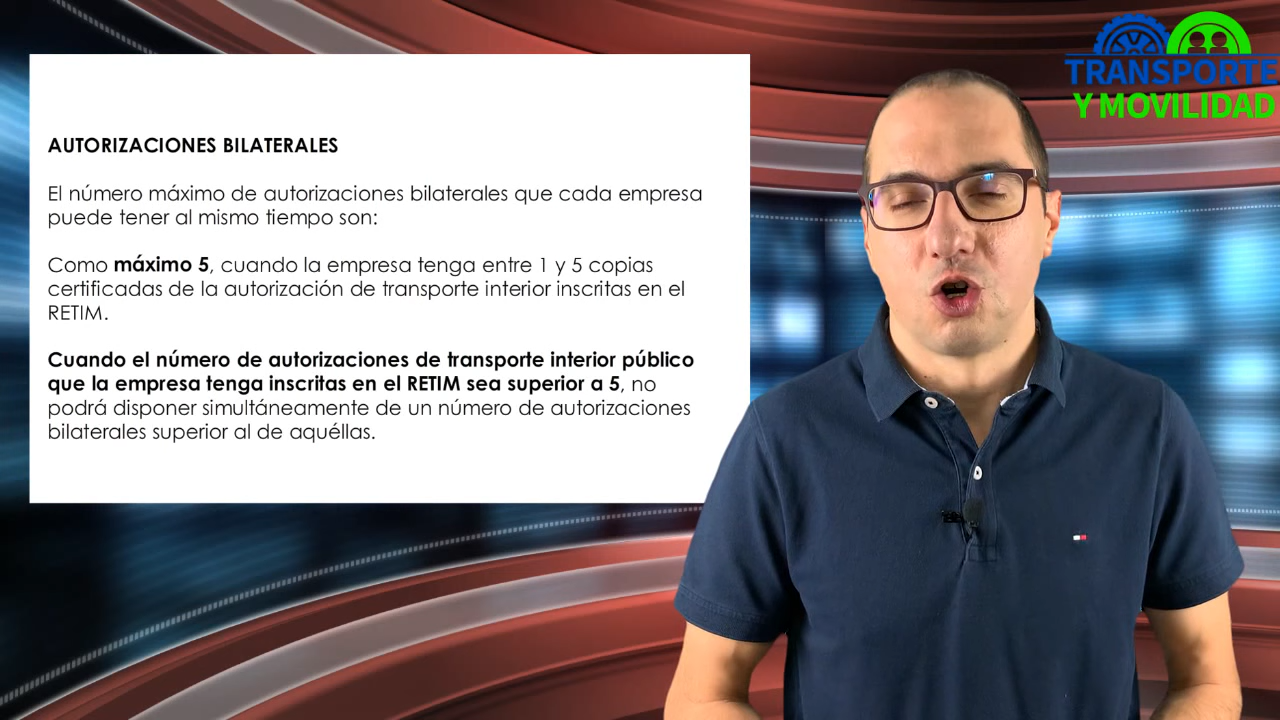 AUTORIZACIONES BILATERALES
El número máximo de autorizaciones bilaterales que cada empresa
puede tener al mismo tiempo son:
Como máximo 5, cuando la empresa tenga entre 1 y 5 copias
certificadas de la autorización de transporte interior inscritas en el
RETIM.
Cuando el número de autorizaciones de transporte interior público
que la empresa tenga inscritas en el RETIM sea superior a 5, no
podrá disponer simultáneamente de un número de autorizaciones
bilaterales superior al de aquéllas.
TRANSPORTE
Y MOVILIDAD